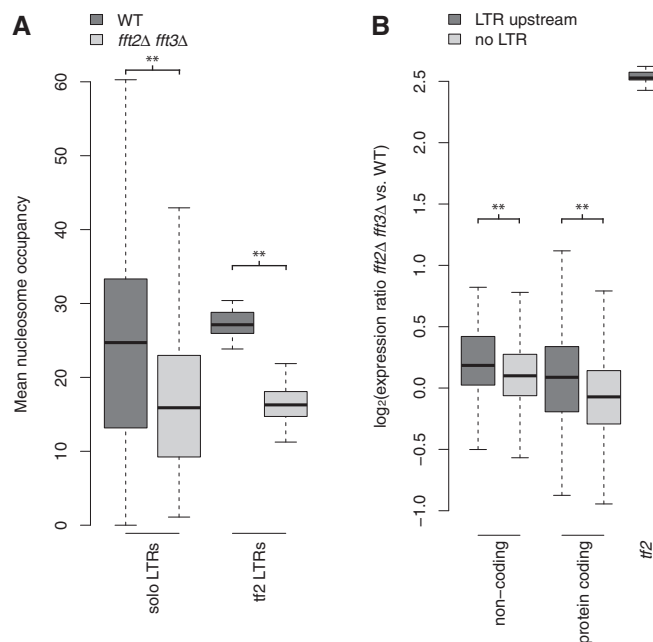 A
WT
fft2Δ fft3Δ
Mean nucleosome occupancy
60
50
40
30
20
10
0
**
**
solo LTRs
tf2 LTRs
B
LTR upstream
no LTR
log₂(expression ratio fft2Δ fft3Δ vs. WT)
2.5
2.0
1.5
1.0
0.5
0.0
−0.5
−1.0
**
**
non−coding
protein coding
tf2